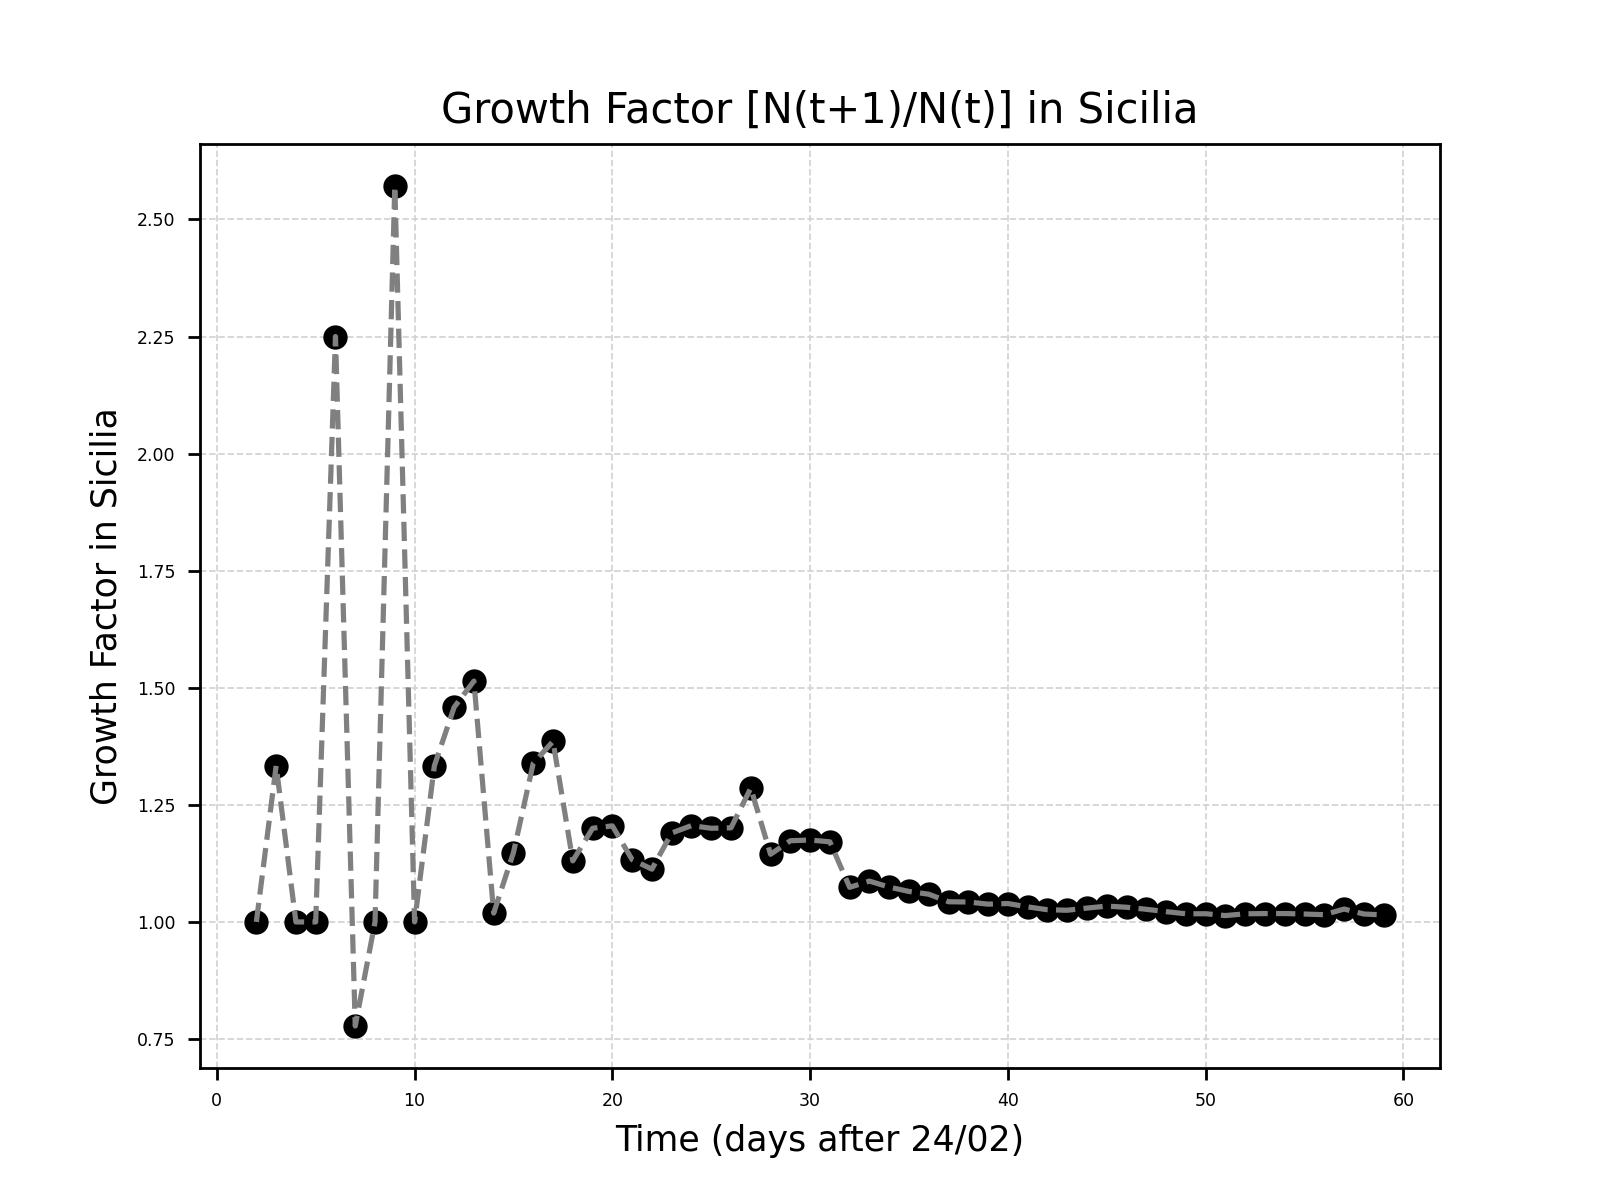 Growth Factor [N(t+1)/N(t)] in Sicilia
Growth Factor in Sicilia
2.50
2.25
2.00
1.75
1.50
1.25
1.00
0.75
0 10 20 30 40 50 60
Time (days after 24/02)